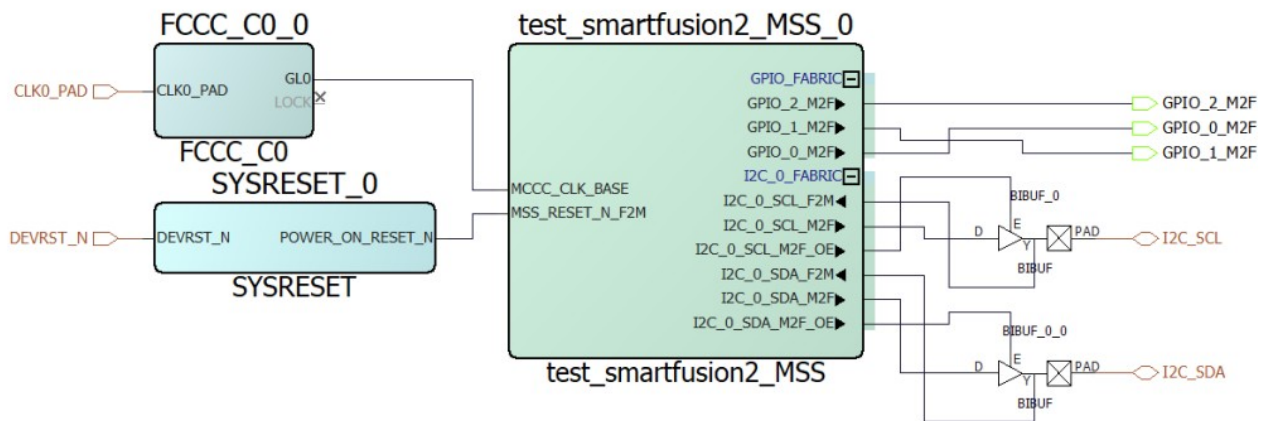 FCCC_C0_0
test_smartfusion2_MSS_0
CLK0_PAD
CLK0_PAD
GL0
LOCK
FCCC_C0
SYSRESET_0
DEVRST_N
DEVRST_N
POWER_ON_RESET_N
SYSRESET
MCCC_CLK_BASE
MSS_RESET_N_F2M
GPIO_FABRIC
GPIO_2_M2F
GPIO_1_M2F
GPIO_0_M2F
I2C_0_FABRIC
I2C_0_SCL_F2M
I2C_0_SCL_M2F
I2C_0_SCL_M2F_OE
I2C_0_SDA_F2M
I2C_0_SDA_M2F
I2C_0_SDA_M2F_OE
test_smartfusion2_MSS
GPIO_2_M2F
GPIO_0_M2F
GPIO_1_M2F
BIBUF_0
E
D
Y
PAD
I2C_SCL
BIBUF
BIBUF_0_0
E
D
Y
PAD
I2C_SDA
BIBUF